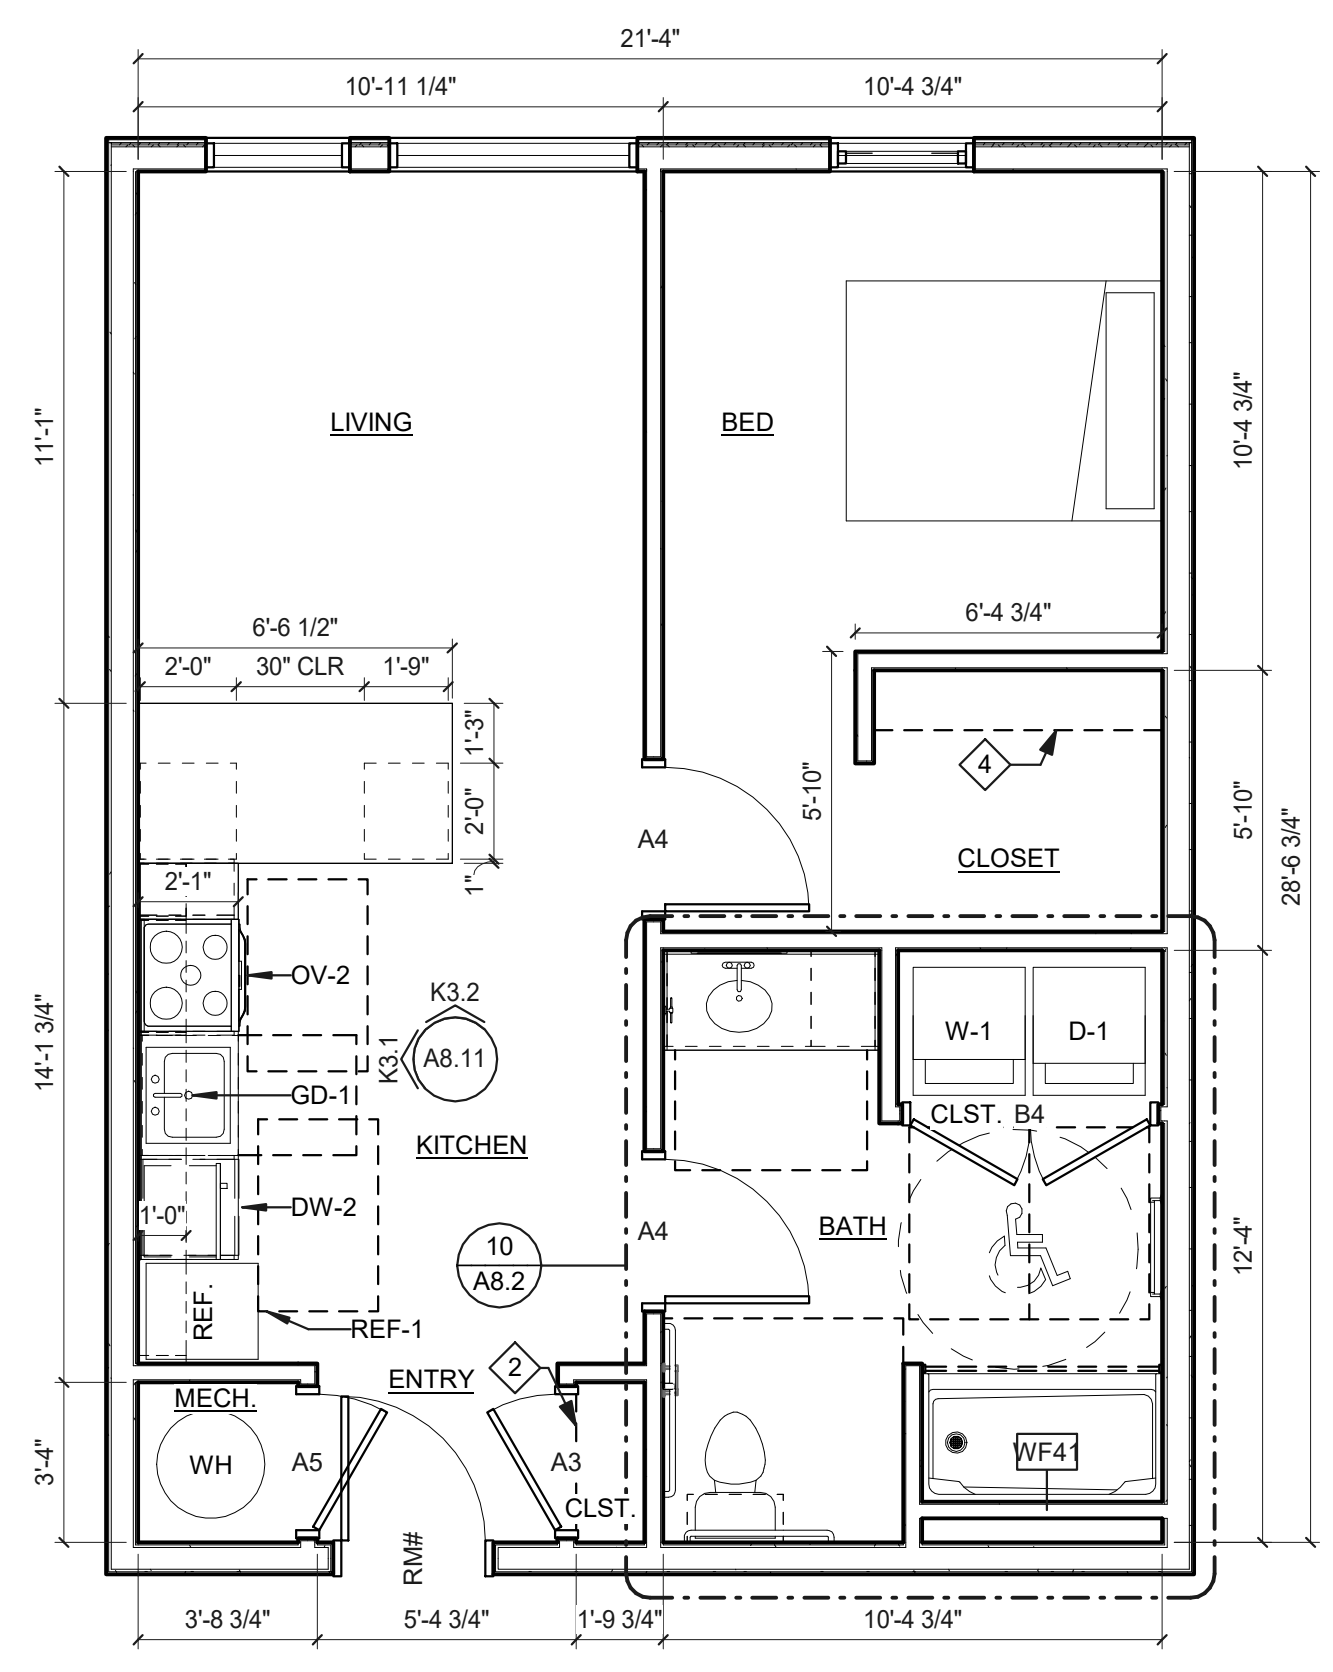 21'-4"
10'-11 1/4"
10'-4 3/4"
11'-1"
LIVING
BED
10'-4 3/4"
6'-4 3/4"
6'-6 1/2"
2'-0"
30" CLR
1'-9"
1'-3"
2'-0"
1"
4
5'-10"
5'-10"
28'-6 3/4"
A4
CLOSET
2'-1"
OV-2
K3.2
K3.1
A8.11
14'-1 3/4"
GD-1
W-1
D-1
CLST.
B4
KITCHEN
DW-2
1'-0"
A4
BATH
12'-4"
10
A8.2
REF.
REF-1
2
ENTRY
MECH.
WH
A5
A3
CLST.
WF41
3'-4"
RM#
3'-8 3/4"
5'-4 3/4"
1'-9 3/4"
10'-4 3/4"